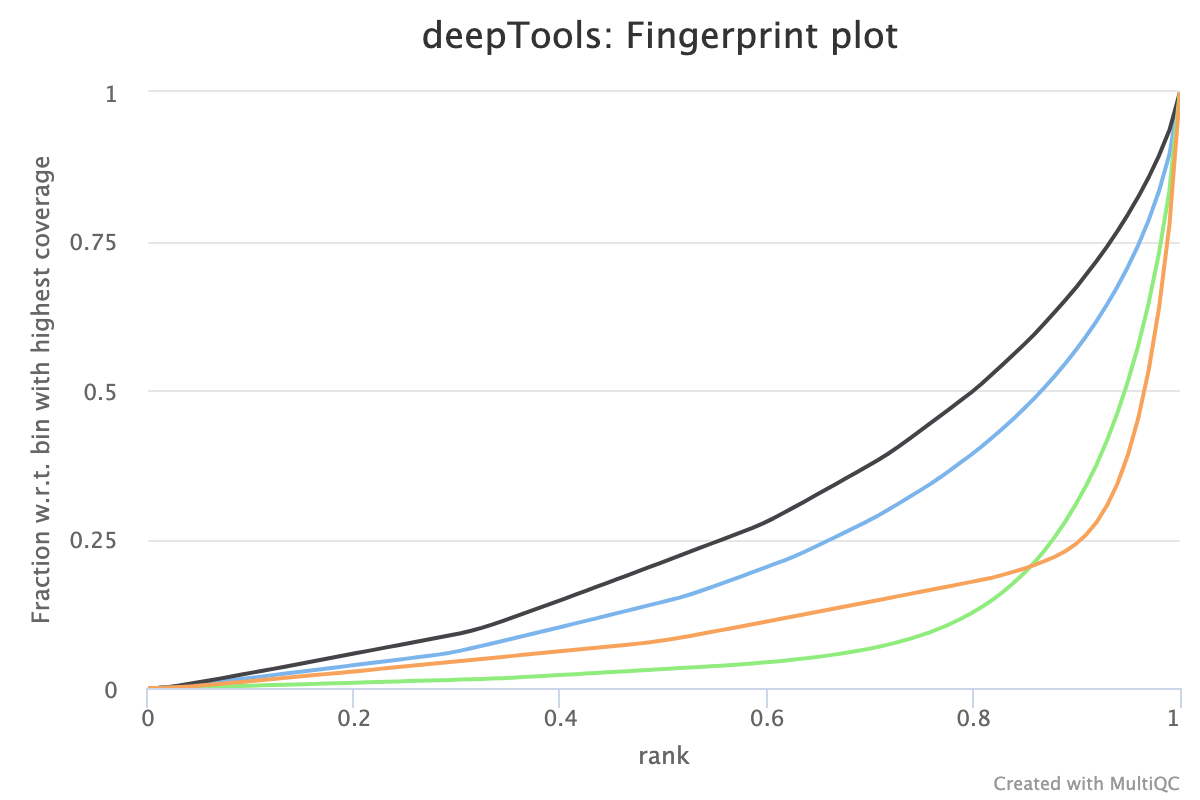 deepTools: Fingerprint plot
Fraction w.r.t. bin with highest coverage
1
0.75
0.5
0.25
0
0 0.2 0.4 0.6 0.8 1
rank
Created with MultiQC